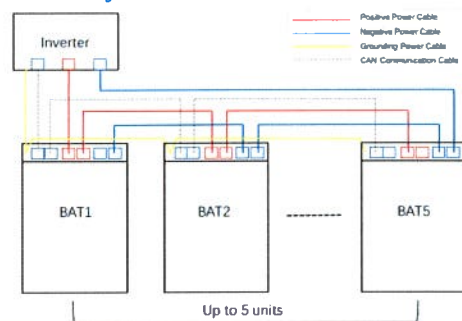 Positive Power Cable
Inverter
Negative Power Cable
Grounding Power Cable
CAN Communication Cable
BAT1
BAT2
BAT5
Up to 5 units